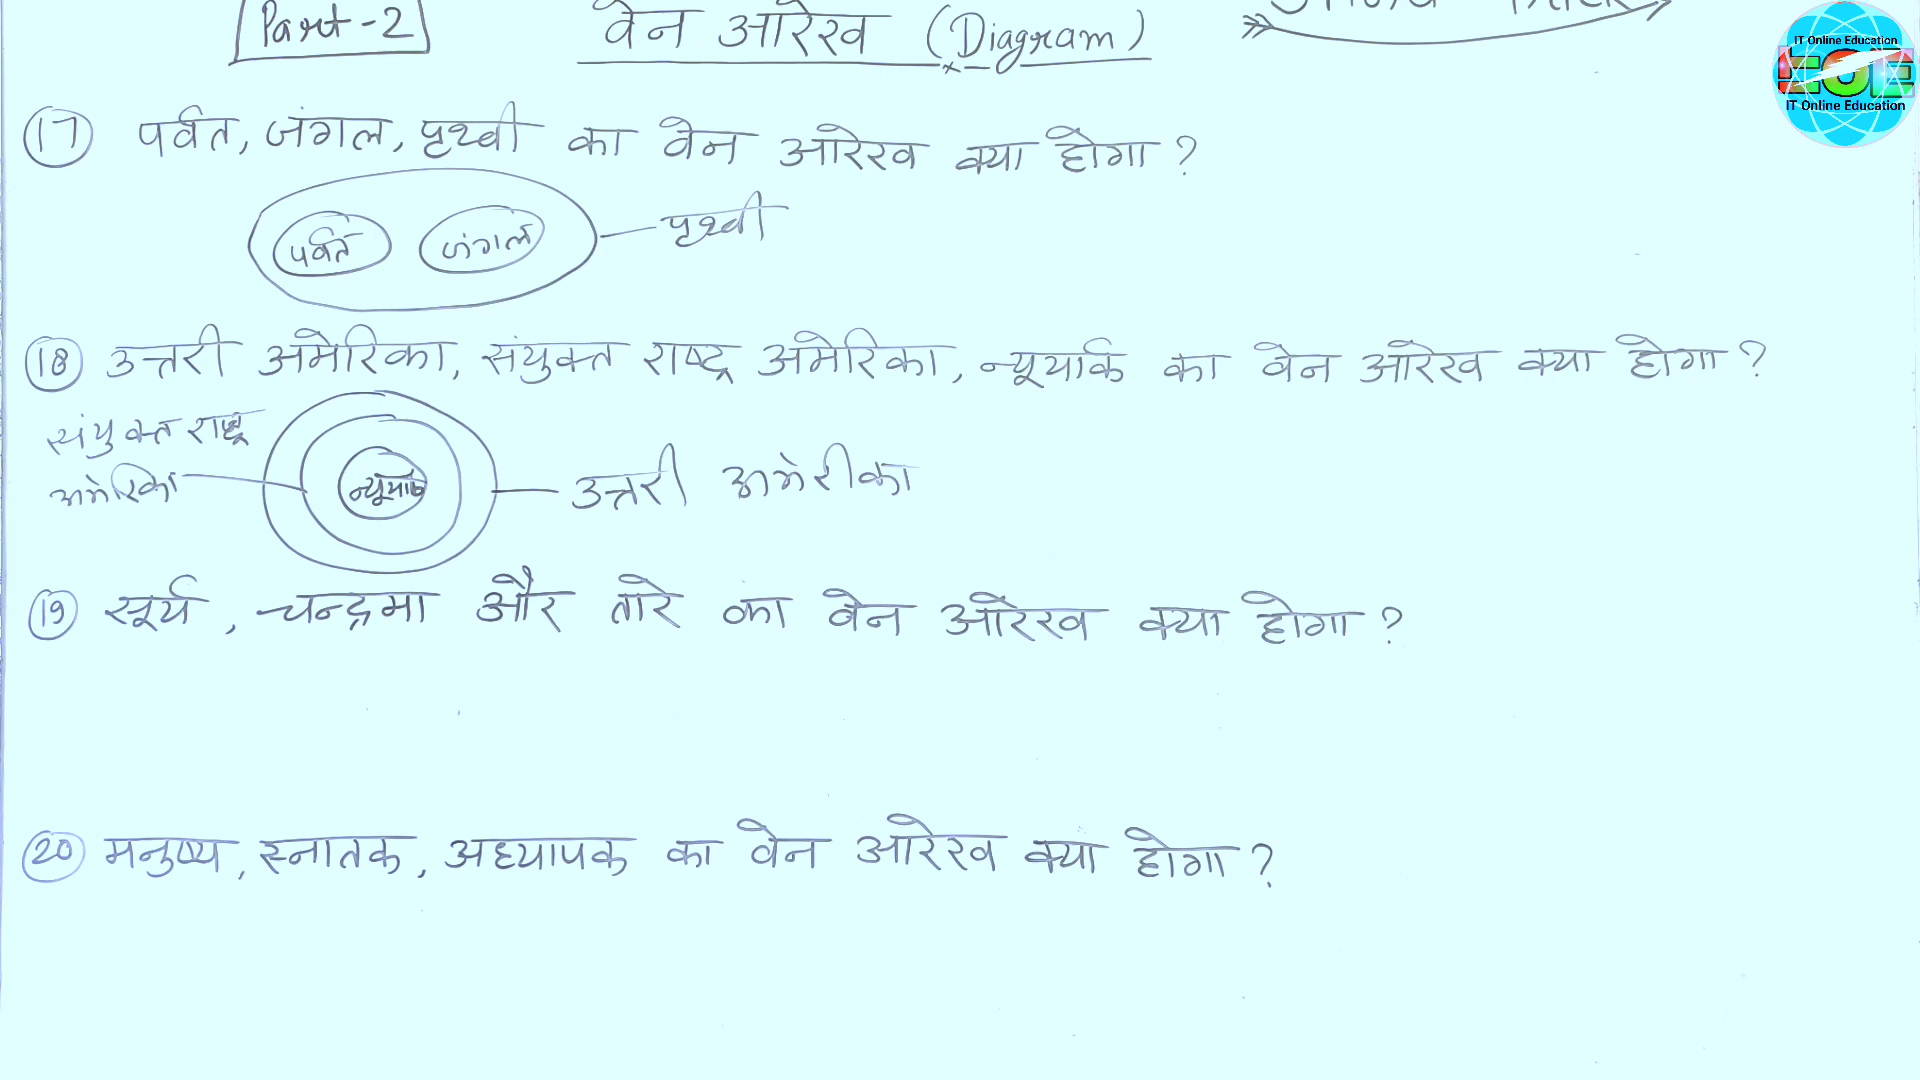 Part-2
वेन आरेख (Diagram)
IT Online Education
EOE
IT Online Education
17 पर्वत, जंगल, पृथ्वी का वेन आरेख क्या होगा ?
पर्वत जंगल पृथ्वी
18 उत्तरी अमेरिका, संयुक्त राष्ट्र अमेरिका, न्यूयार्क का वेन आरेख क्या होगा ?
संयुक्त राष्ट्र
अमेरिका न्यूयार्क उत्तरी अमेरीका
19 सूर्य, चन्द्रमा और तारे का वेन आरेख क्या होगा ?
20 मनुष्य, स्नातक, अध्यापक का वेन आरेख क्या होगा ?